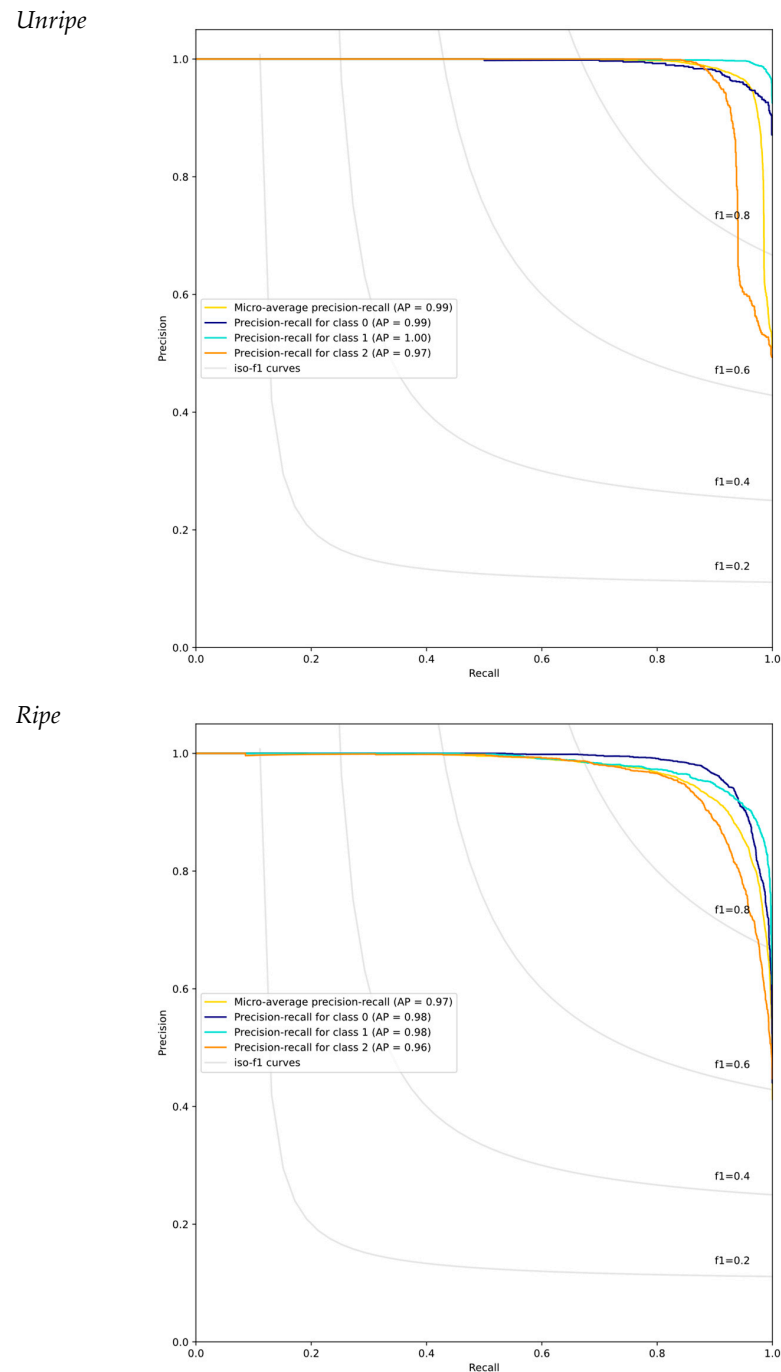 Unripe
1.0
0.8
f1=0.8
0.6
Micro-average precision-recall (AP = 0.99)
Precision-recall for class 0 (AP = 0.99)
Precision-recall for class 1 (AP = 1.00)
Precision-recall for class 2 (AP = 0.97)
iso-f1 curves
Precision
f1=0.6
0.4
f1=0.4
0.2
f1=0.2
0.0
0.0 0.2 0.4 0.6 0.8 1.0
Recall
Ripe
1.0
0.8
f1=0.8
0.6
Micro-average precision-recall (AP = 0.97)
Precision-recall for class 0 (AP = 0.98)
Precision-recall for class 1 (AP = 0.98)
Precision-recall for class 2 (AP = 0.96)
iso-f1 curves
Precision
f1=0.6
0.4
f1=0.4
0.2
f1=0.2
0.0
0.0 0.2 0.4 0.6 0.8 1.0
Recall